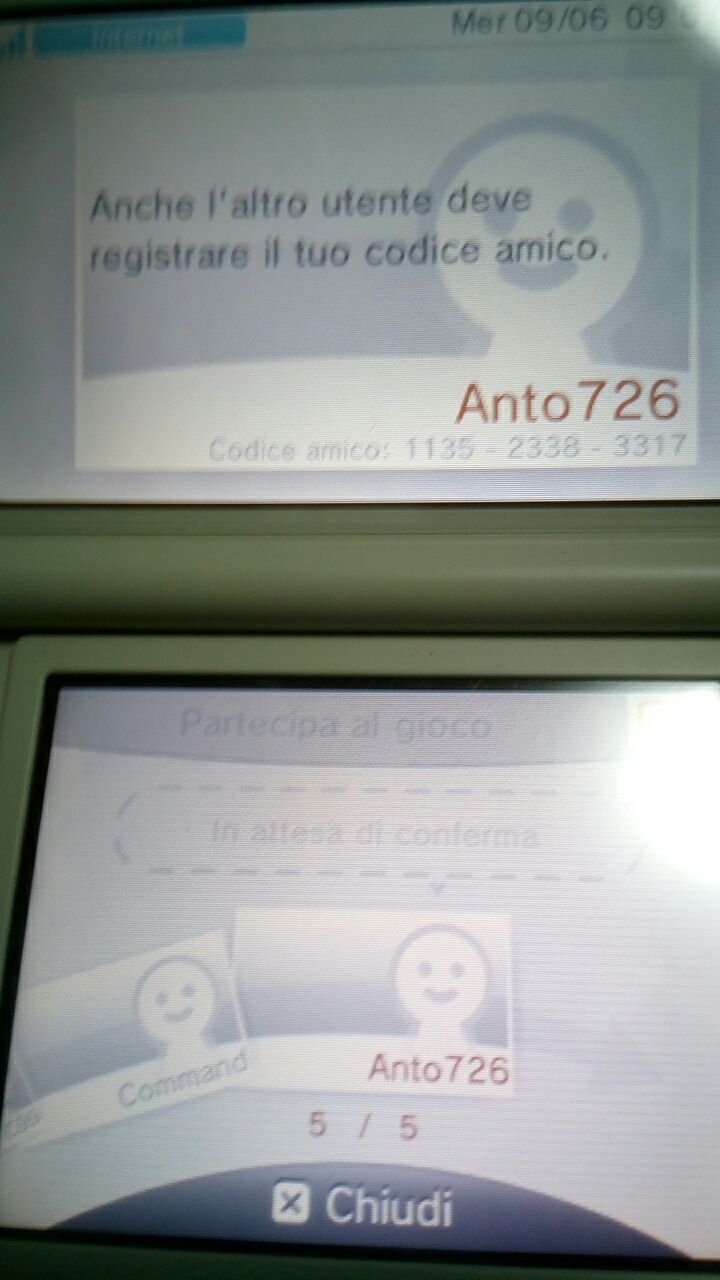 Internet
Mer 09/06 09
Anche l'altro utente deve
registrare il tuo codice amico.
Anto726
Codice amico: 1135 - 2338 - 3317
Partecipa al gioco
In attesa di conferma
Command
Anto726
5 / 5
X Chiudi